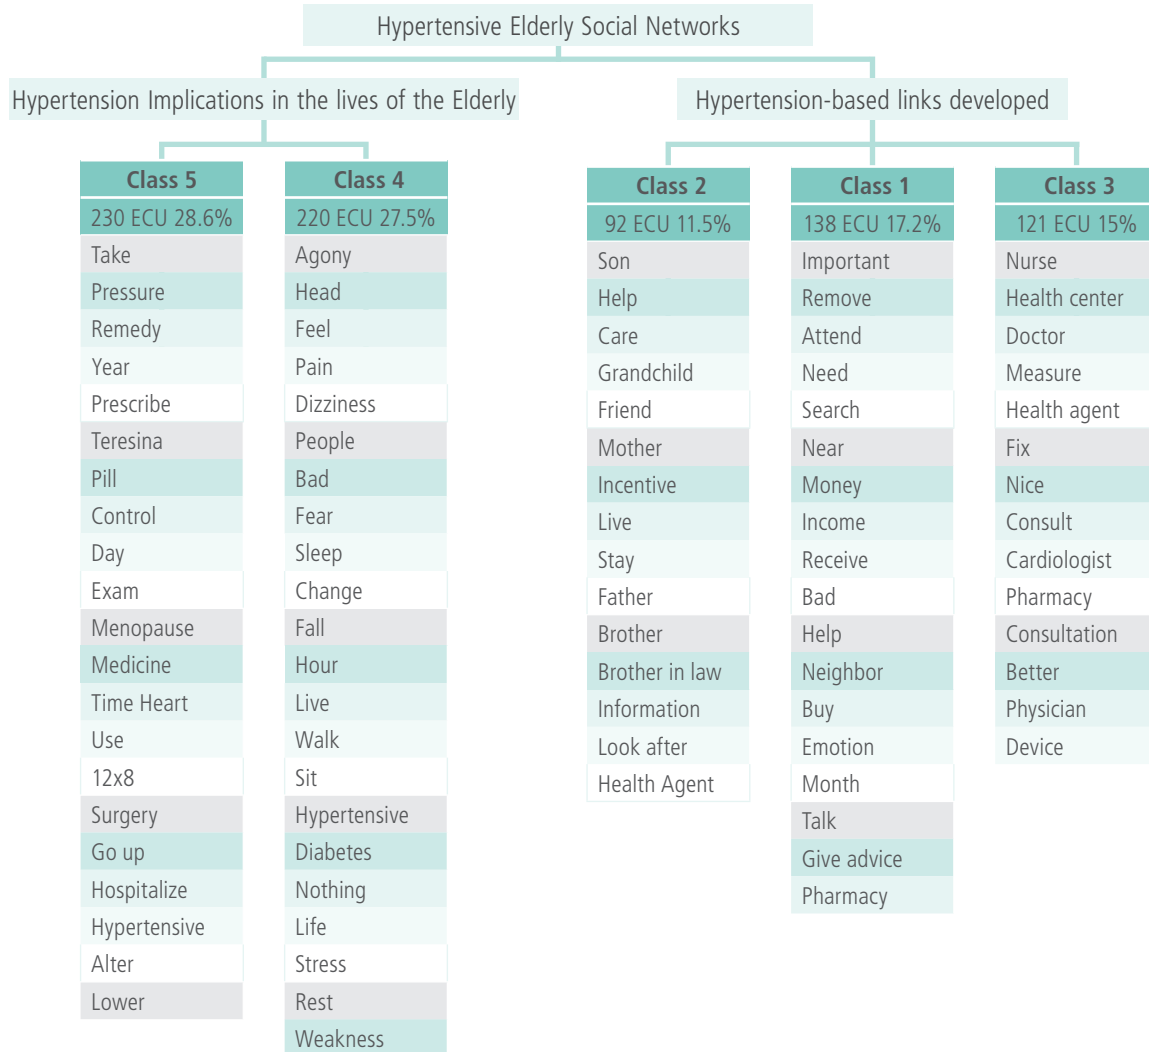 Hypertensive Elderly Social Networks
Hypertension Implications in the lives of the Elderly
Hypertension-based links developed
Class 5
230 ECU 28.6%
Take
Pressure
Remedy
Year
Prescribe
Teresina
Pill
Control
Day
Exam
Menopause
Medicine
Time Heart
Use
12x8
Surgery
Go up
Hospitalize
Hypertensive
Alter
Lower
Class 4
220 ECU 27.5%
Agony
Head
Feel
Pain
Dizziness
People
Bad
Fear
Sleep
Change
Fall
Hour
Live
Walk
Sit
Hypertensive
Diabetes
Nothing
Life
Stress
Rest
Weakness
Class 2
92 ECU 11.5%
Son
Help
Care
Grandchild
Friend
Mother
Incentive
Live
Stay
Father
Brother
Brother in law
Information
Look after
Health Agent
Class 1
138 ECU 17.2%
Important
Remove
Attend
Need
Search
Near
Money
Income
Receive
Bad
Help
Neighbor
Buy
Emotion
Month
Talk
Give advice
Pharmacy
Class 3
121 ECU 15%
Nurse
Health center
Doctor
Measure
Health agent
Fix
Nice
Consult
Cardiologist
Pharmacy
Consultation
Better
Physician
Device